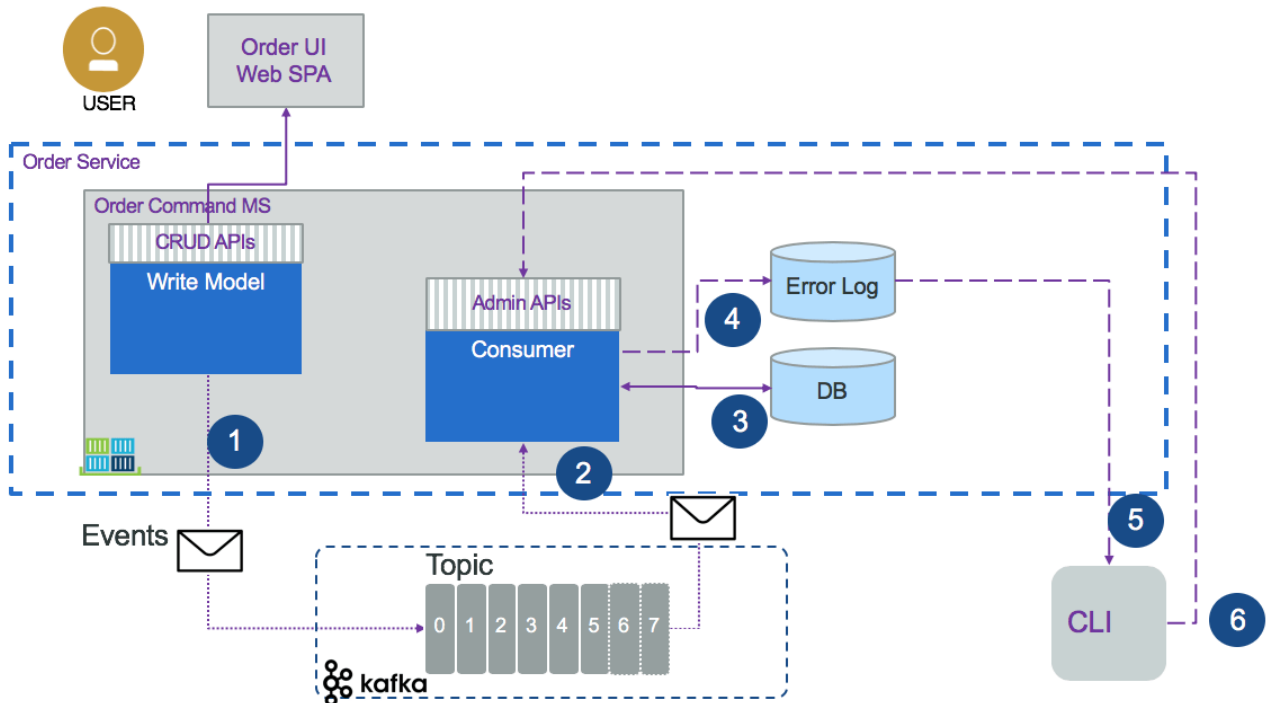 Order UI
Web SPA
USER
Order Service
Order Command MS
CRUD APIs
Write Model
Admin APIs
Consumer
Error Log
4
DB
3
1
2
5
Events
Topic
0 1 2 3 4 5 6 7
CLI
6
kafka